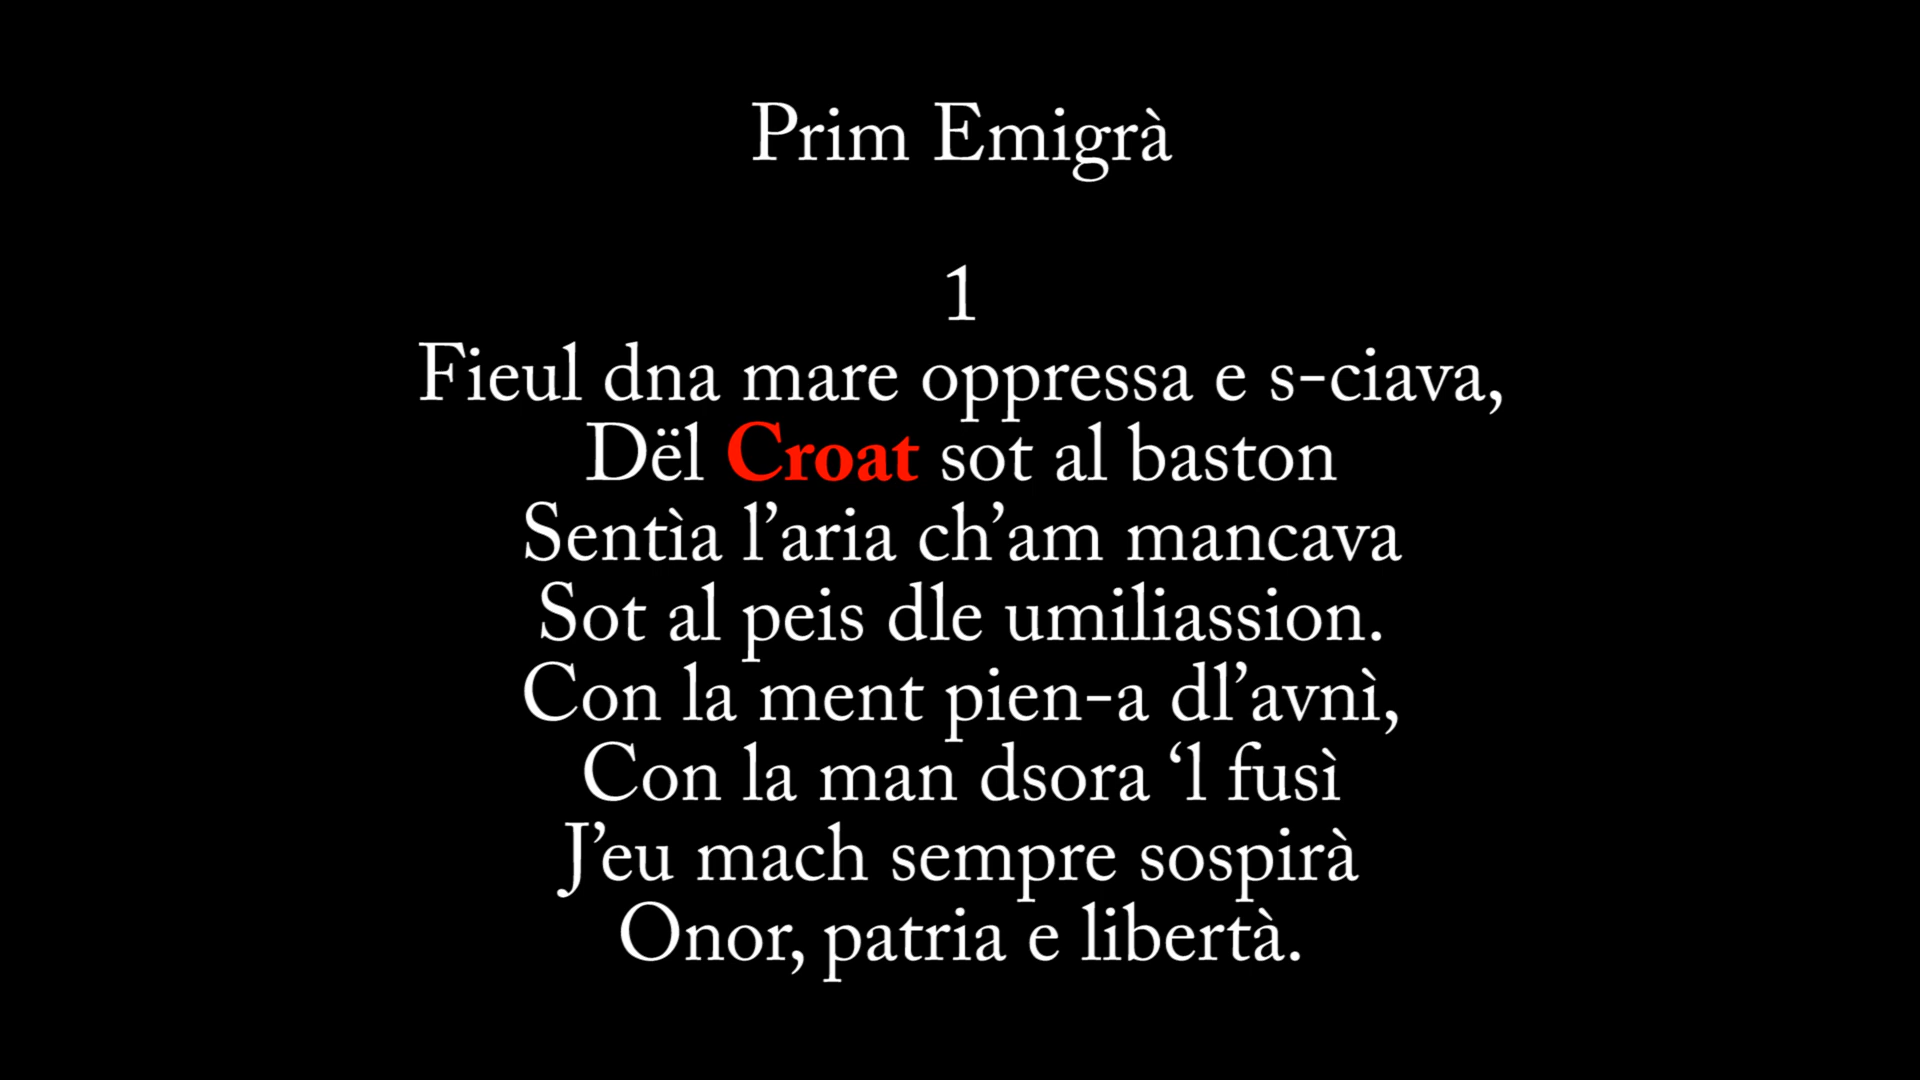 Prim Emigrà
1
Fieul dna mare oppressa e s-ciava,
Dël Croat sot al baston
Sentìa l’aria ch’am mancava
Sot al peis dle umiliassion.
Con la ment pien-a dl’avnì,
Con la man dsora ‘l fusì
J’eu mach sempre sospirà
Onor, patria e libertà.